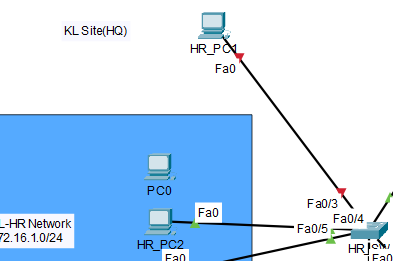 KL Site(HQ)
HR_PC1
Fa0
PC0
Fa0/3
Fa0
Fa0/4
L-HR Network
Fa0/5
72.16.1.0/24
HR_PC2
Fa0
Fa0